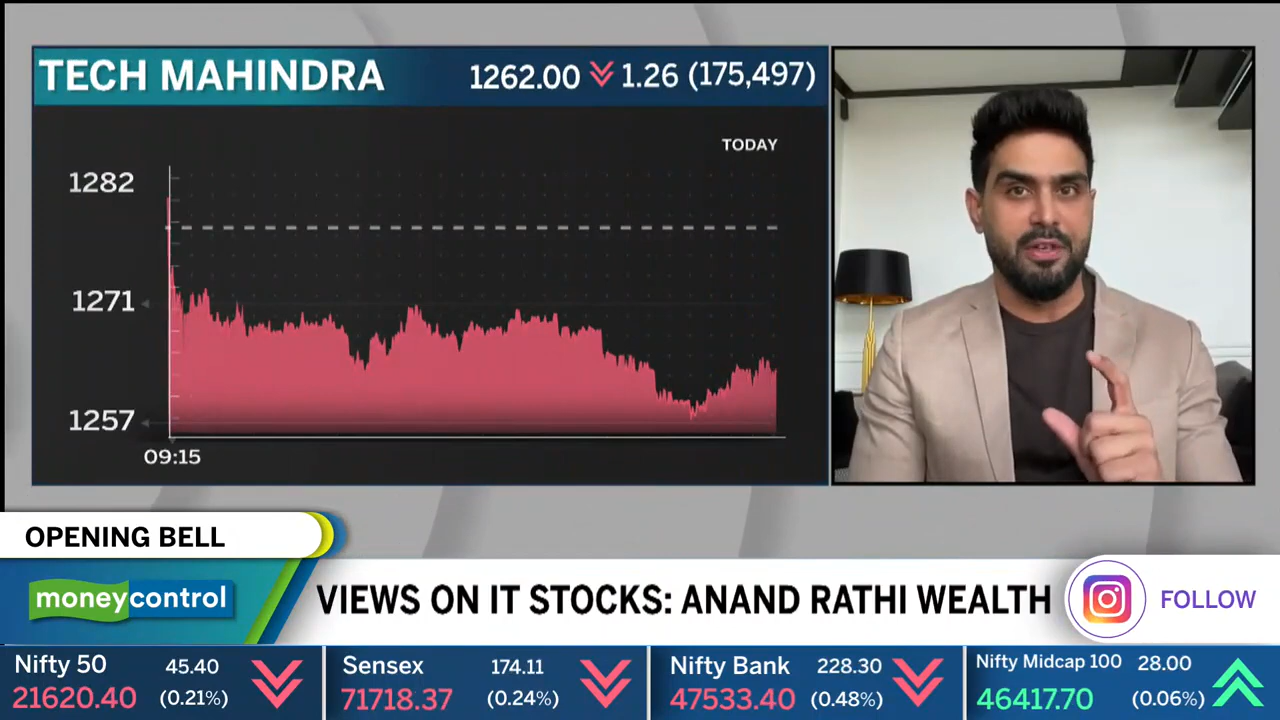 TECH MAHINDRA 1262.00 1.26 (175,497)
TODAY
1282
1271
1257
09:15
OPENING BELL
moneycontrol
VIEWS ON IT STOCKS: ANAND RATHI WEALTH
FOLLOW
Nifty 50 45.40
21620.40 (0.21%)
Sensex 174.11
71718.37 (0.24%)
Nifty Bank 228.30
47533.40 (0.48%)
Nifty Midcap 100 28.00
46417.70 (0.06%)